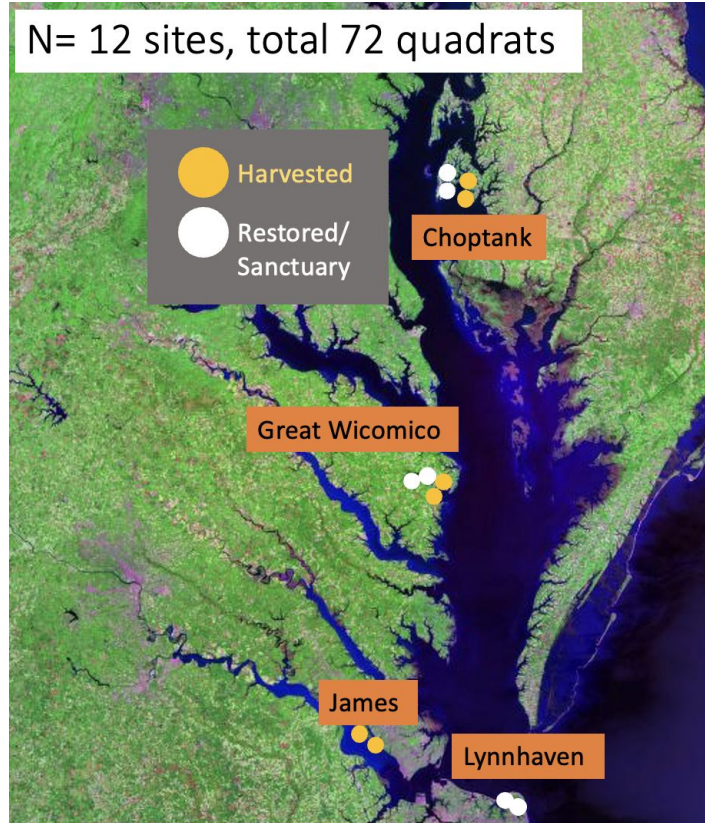 N= 12 sites, total 72 quadrats
Harvested
Restored/
Sanctuary
Choptank
Great Wicomico
James
Lynnhaven